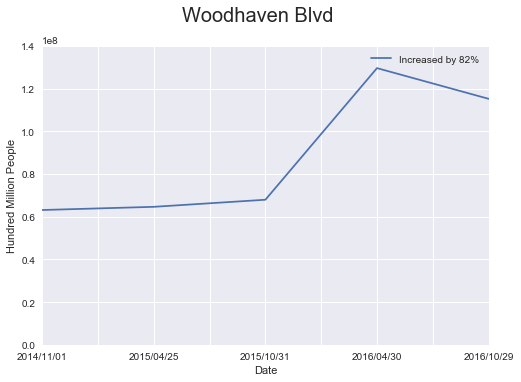 Woodhaven Blvd
1e8
Increased by 82%
1.4
1.2
1.0
0.8
0.6
0.4
0.2
0.0
Hundred Million People
2014/11/01 2015/04/25 2015/10/31 2016/04/30 2016/10/29
Date